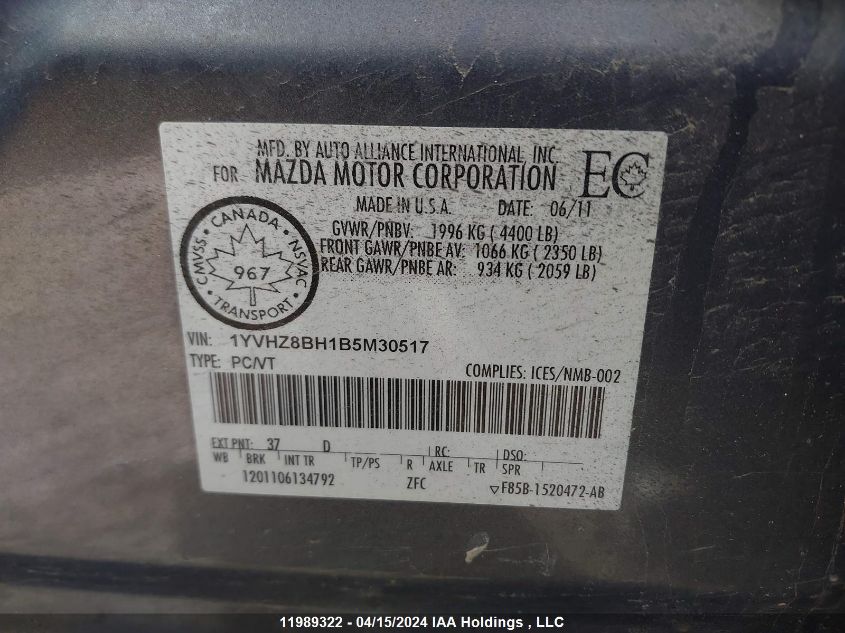 MFD. BY AUTO ALLIANCE INTERNATIONAL, INC.
FOR MAZDA MOTOR CORPORATION
EC
MADE IN U.S.A. DATE: 06/11
GVWR/PNBV: 1996 KG ( 4400 LB)
FRONT GAWR/PNBE AV: 1066 KG ( 2350 LB)
REAR GAWR/PNBE AR: 934 KG ( 2059 LB)
CANADA
CMVSS 967 NSVAC
TRANSPORT
VIN: 1YVHZ8BH1B5M30517
TYPE: PC/VT COMPLIES: ICES/NMB-002
EXT PNT: 37 D RC: DSO:
WB BRK INT TR TP/PS R AXLE TR SPR
1201106134792 ZFC ▽F85B-1520472-AB
11989322 - 04/15/2024 IAA Holdings , LLC